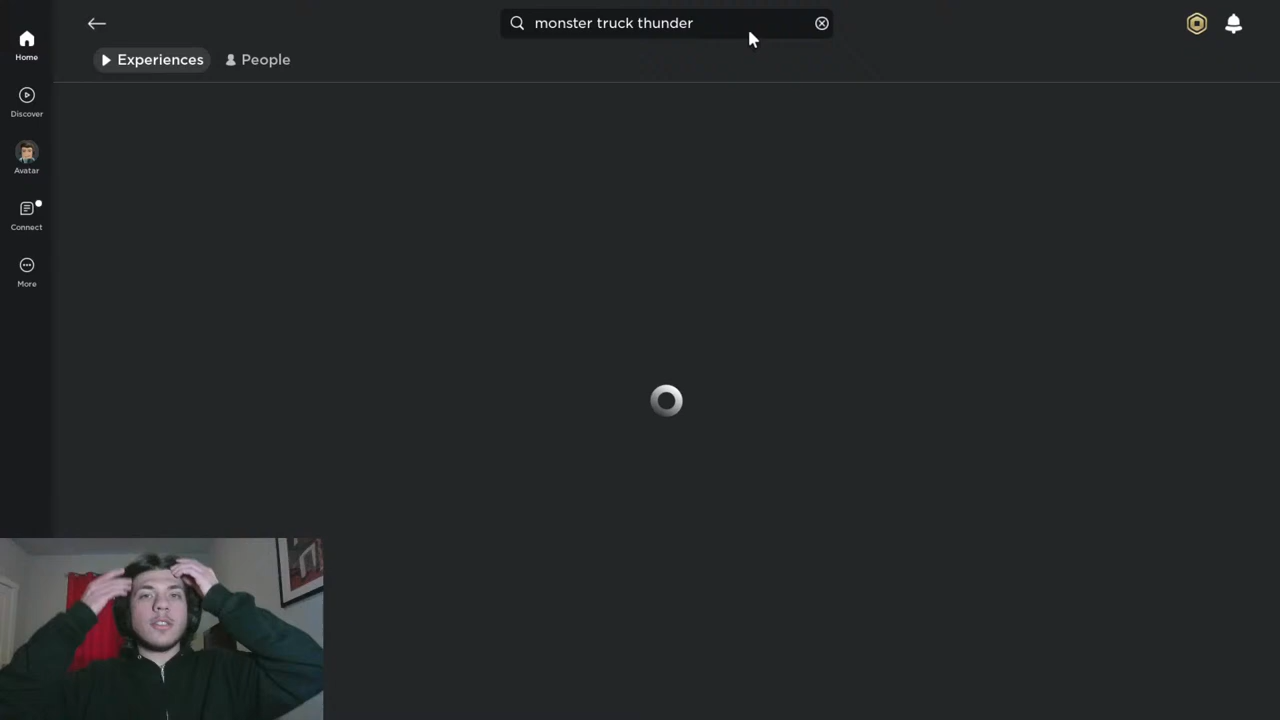 monster truck thunder
Experiences
People
Home
Discover
Avatar
Connect
More